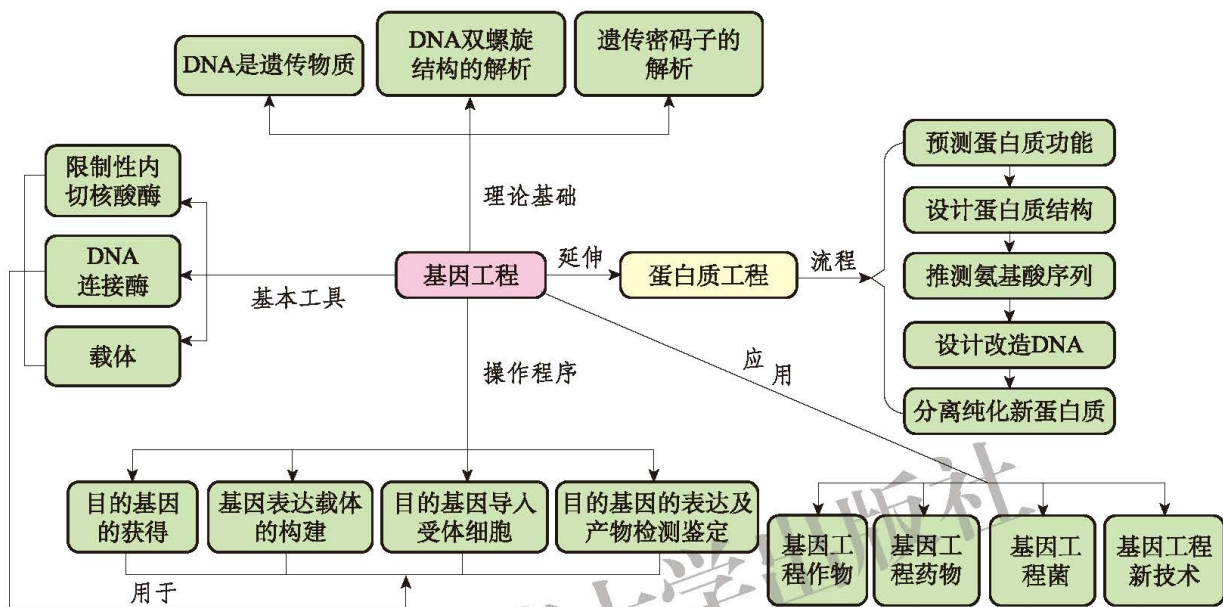 DNA是遗传物质
DNA双螺旋
结构的解析
遗传密码子的
解析
限制性内
切核酸酶
DNA
连接酶
载体
理论基础
基本工具
基因工程
延伸
蛋白质工程
流程
预测蛋白质功能
设计蛋白质结构
推测氨基酸序列
设计改造DNA
分离纯化新蛋白质
操作程序
应用
目的基因
的获得
基因表达载体
的构建
目的基因导入
受体细胞
目的基因的表达及
产物检测鉴定
用于
基因工
程作物
基因工
程药物
基因工
程菌
基因工程
新技术
大学出版社